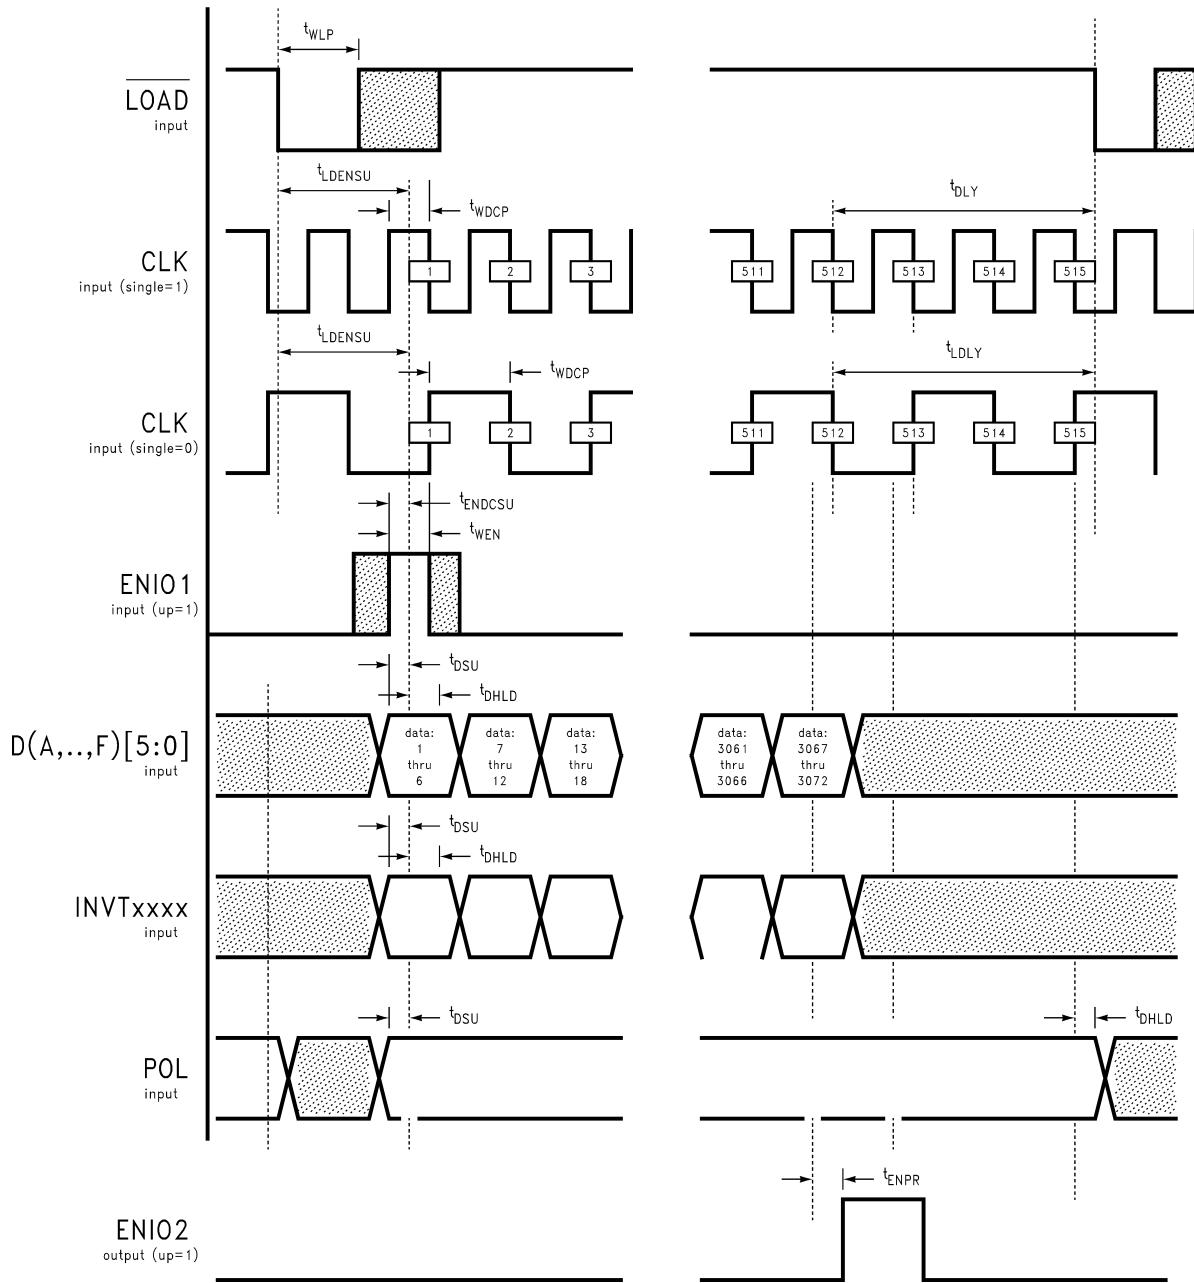 tWLP
LOAD
input
tLDENSU
tWDCP
tDLY
CLK
input (single=1)
1
2
3
511
512
513
514
515
tLDENSU
tWDCP
tLDLY
CLK
input (single=0)
1
2
3
511
512
513
514
515
tENDCSU
tWEN
ENIO1
input (up=1)
tDSU
tDHLD
D(A,..,F)[5:0]
input
data:
1
thru
6
data:
7
thru
12
data:
13
thru
18
data:
3061
thru
3066
data:
3067
thru
3072
tDSU
tDHLD
INVTxxxx
input
tDSU
tDHLD
POL
input
tENPR
ENIO2
output (up=1)